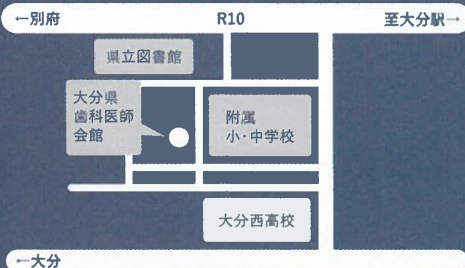 ←別府 R10 至大分駅→
県立図書館
大分県
歯科医師
会館
附属
小・中学校
大分西高校
←大分